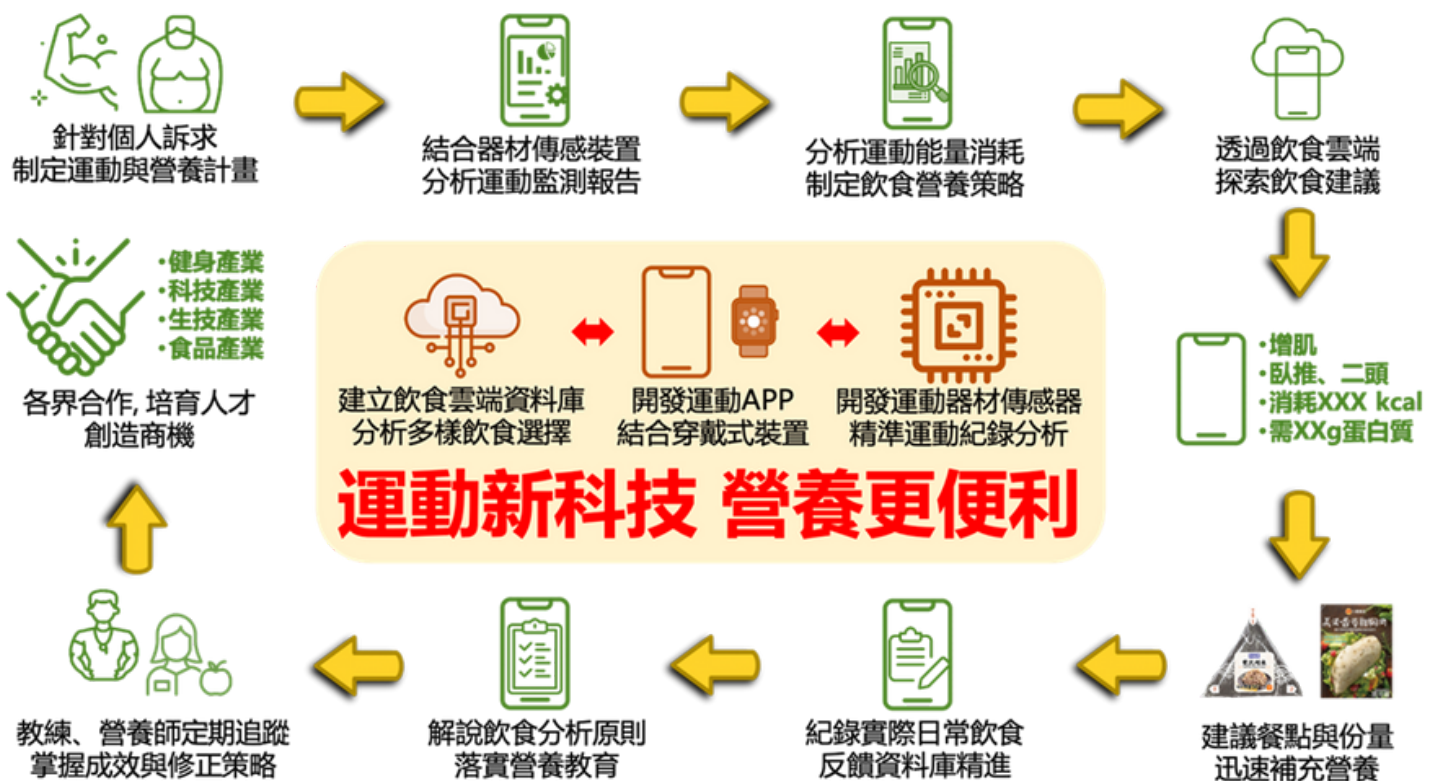 針對個人訴求
制定運動與營養計畫
結合器材傳感裝置
分析運動監測報告
分析運動能量消耗
制定飲食營養策略
透過飲食雲端
探索飲食建議
•增肌
•臥推、二頭
•消耗XXX kcal
•需XXg蛋白質
建議餐點與份量
迅速補充營養
紀錄實際日常飲食
反饋資料庫精進
解說飲食分析原則
落實營養教育
教練、營養師定期追蹤
掌握成效與修正策略
•健身產業
•科技產業
•生技產業
•食品產業
各界合作, 培育人才
創造商機
建立飲食雲端資料庫
分析多樣飲食選擇
開發運動APP
結合穿戴式裝置
開發運動器材傳感器
精準運動紀錄分析
運動新科技 營養更便利